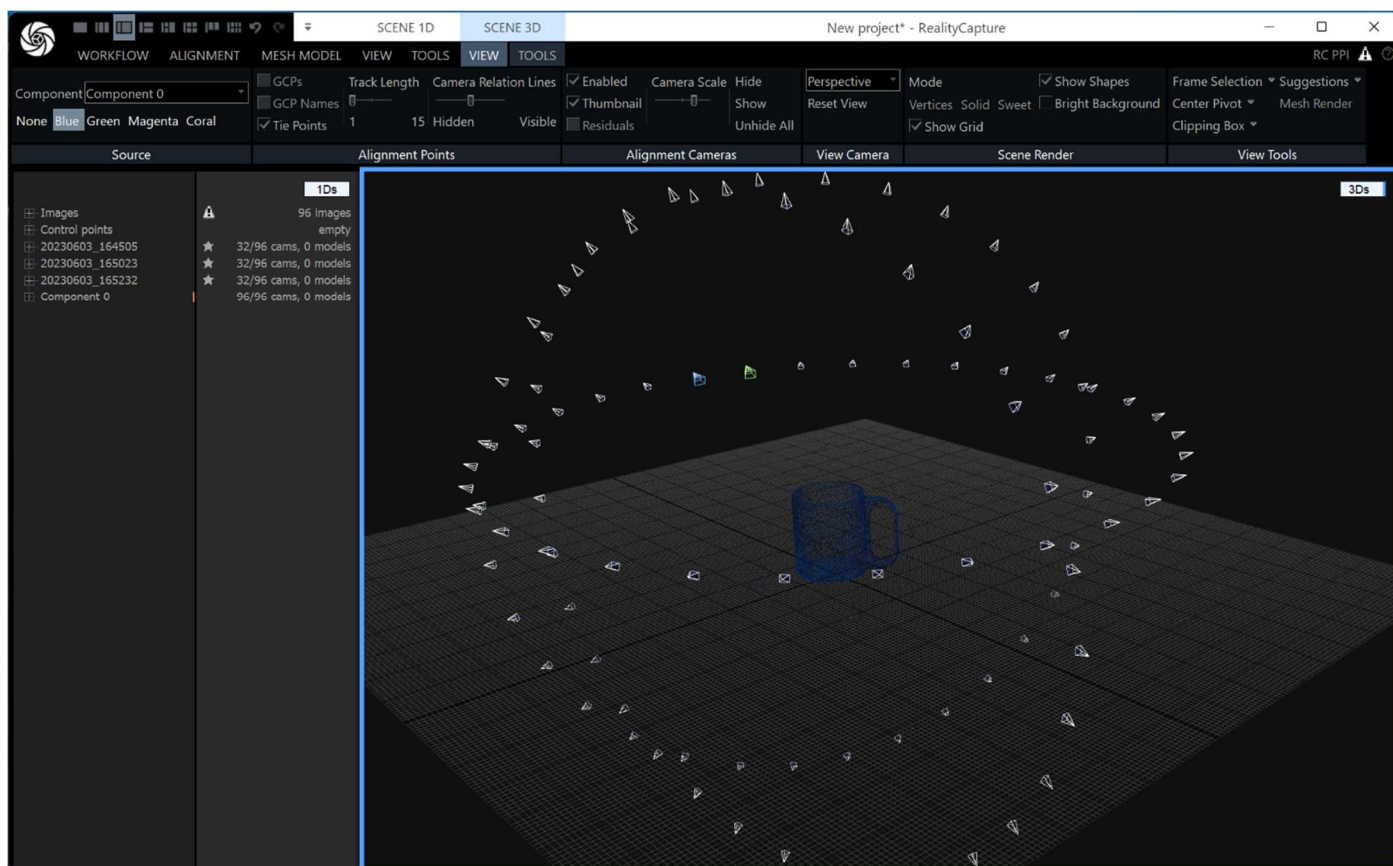 SCENE 1D SCENE 3D New project* - RealityCapture
WORKFLOW ALIGNMENT MESH MODEL VIEW TOOLS VIEW TOOLS RC PPI
Component Component 0
None Blue Green Magenta Coral
Source
GCPs
GCP Names
Tie Points
Track Length Camera Relation Lines
1 15 Hidden Visible
Alignment Points
Enabled
Thumbnail
Residuals
Camera Scale
Hide
Show
Unhide All
Alignment Cameras
Perspective
Reset View
View Camera
Mode
Vertices Solid Sweet
Show Grid
Show Shapes
Bright Background
Scene Render
Frame Selection Suggestions
Center Pivot Mesh Render
Clipping Box
View Tools
1Ds
Images 96 images
Control points empty
20230603_164505 32/96 cams, 0 models
20230603_165023 32/96 cams, 0 models
20230603_165232 32/96 cams, 0 models
Component 0 96/96 cams, 0 models
3Ds